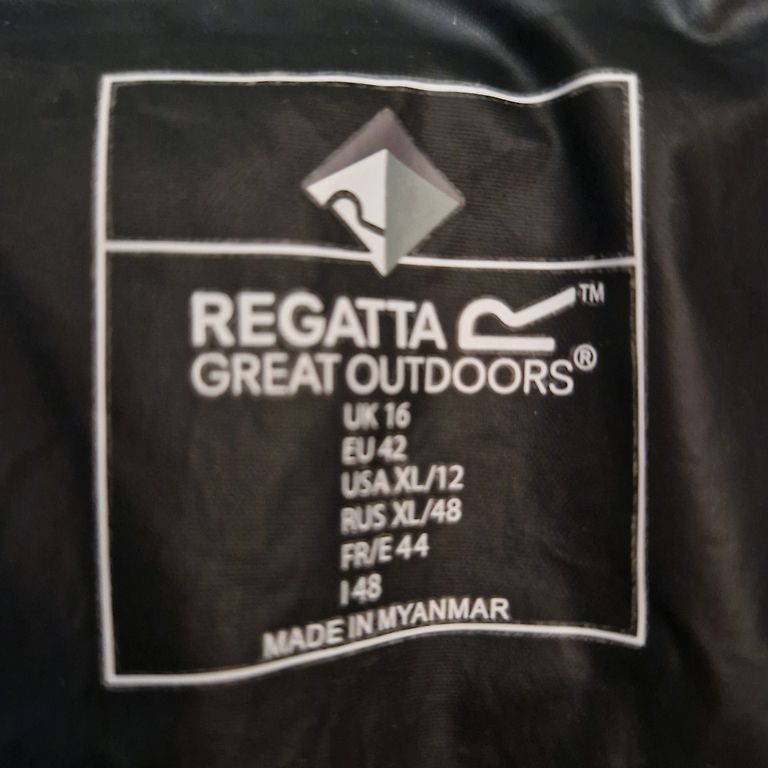 REGATTA R™
GREAT OUTDOORS®
UK 16
EU 42
USA XL/12
RUS XL/48
FR/E 44
I 48
MADE IN MYANMAR